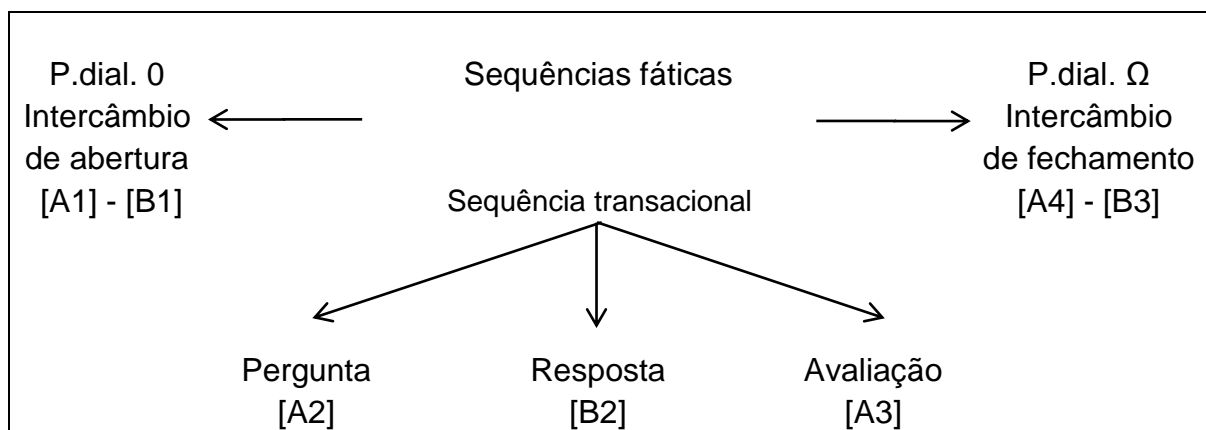 P.dial. 0
Intercâmbio
de abertura
[A1] - [B1]
Sequências fáticas
P.dial. Ω
Intercâmbio
de fechamento
[A4] - [B3]
Sequência transacional
Pergunta
[A2]
Resposta
[B2]
Avaliação
[A3]